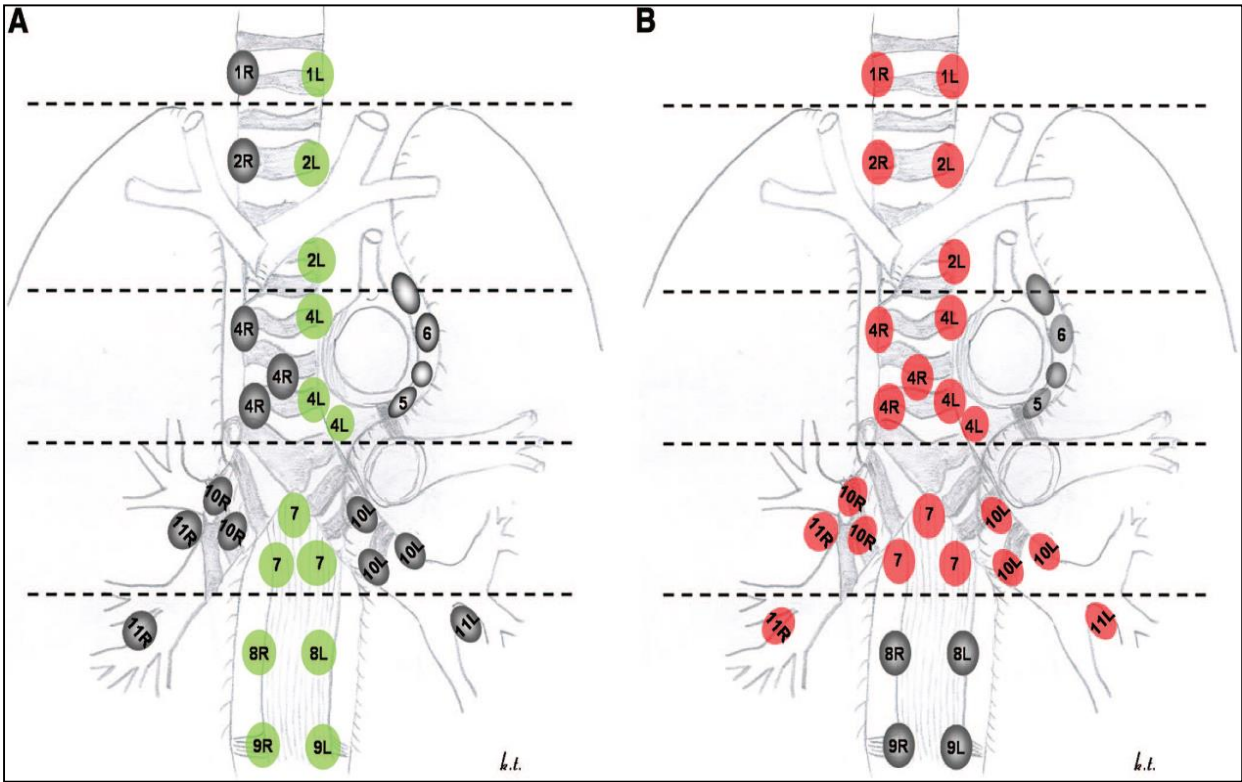 A
1R 1L
2R 2L
2L
4R 4L 6
4R 4L 5
4R 4L
10R
11R 10R 7 10L 10L
7 7 10L
11R 11L
8R 8L
9R 9L
k.t.
B
1R 1L
2R 2L
2L
4R 4L 6
4R 4L 5
4R 4L
10R
11R 10R 7 10L 10L
7 7 10L
11R 11L
8R 8L
9R 9L
k.t.